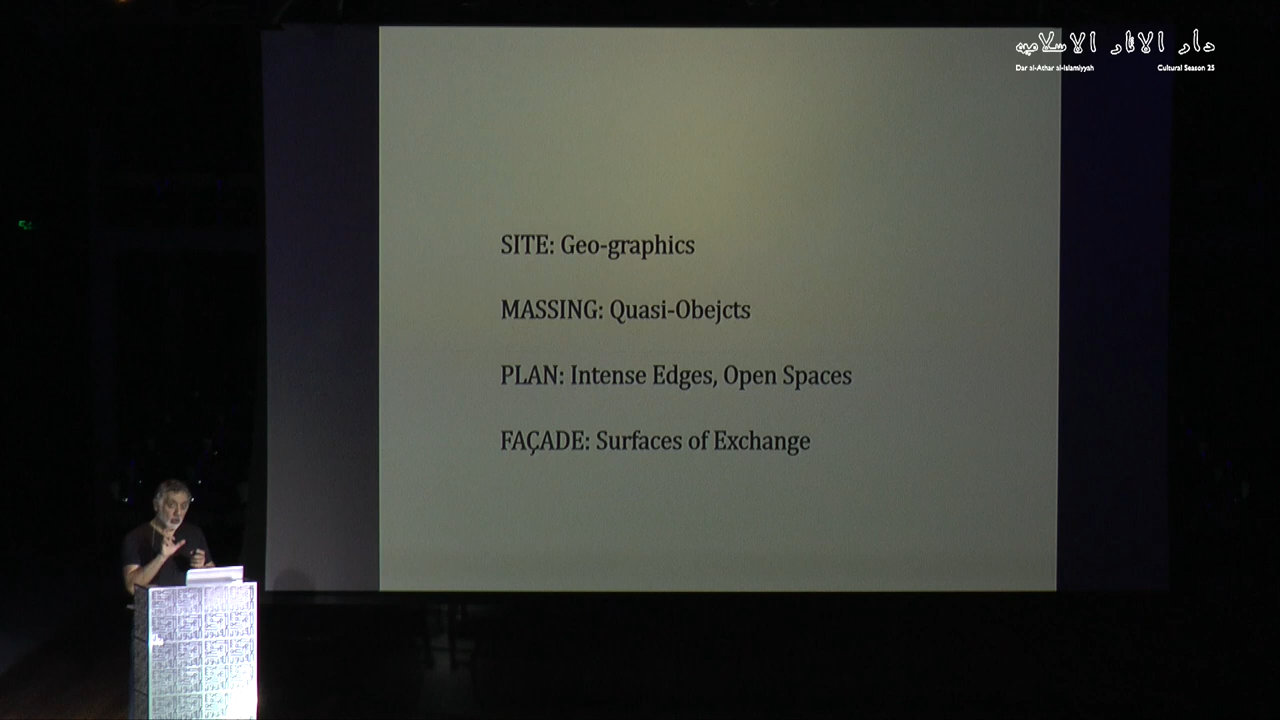 دار الآثار الإسلامية
Dar al-Athar al-Islamiyyah Cultural Season 25
SITE: Geo-graphics
MASSING: Quasi-Obejcts
PLAN: Intense Edges, Open Spaces
FAÇADE: Surfaces of Exchange